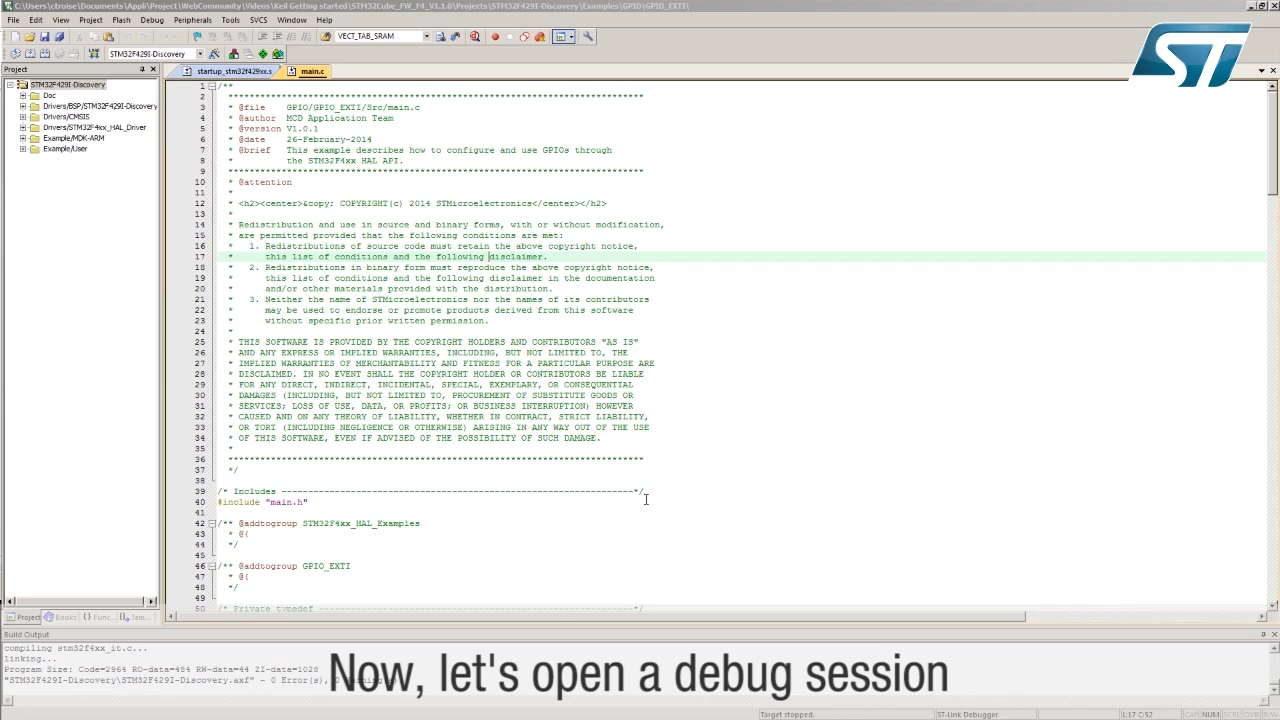 C:\Users\ctroise\Documents\Appli\Project\WebCommunity\Videos\Keil Getting started\STM32Cube_FW_F4_V1.1.0\Projects\STM32F429I-Discovery\Examples\GPIO\GPIO_EXTI\
File Edit View Project Flash Debug Peripherals Tools SVCS Window Help
VECT_TAB_SRAM
STM32F429I-Discovery
Project
startup_stm32f429xx.s main.c
STM32F429I-Discovery
Doc
Drivers/BSP/STM32F429I-Discovery
Drivers/CMSIS
Drivers/STM32F4xx_HAL_Driver
Example/MDK-ARM
Example/User
1 /**
2 ******************************************************************************
3 * @file GPIO/GPIO_EXTI/Src/main.c
4 * @author MCD Application Team
5 * @version V1.0.1
6 * @date 26-February-2014
7 * @brief This example describes how to configure and use GPIOs through
8 * the STM32F4xx HAL API.
9 ******************************************************************************
10 * @attention
11 *
12 * <h2><center>&copy; COPYRIGHT(c) 2014 STMicroelectronics</center></h2>
13 *
14 * Redistribution and use in source and binary forms, with or without modification,
15 * are permitted provided that the following conditions are met:
16 * 1. Redistributions of source code must retain the above copyright notice,
17 * this list of conditions and the following disclaimer.
18 * 2. Redistributions in binary form must reproduce the above copyright notice,
19 * this list of conditions and the following disclaimer in the documentation
20 * and/or other materials provided with the distribution.
21 * 3. Neither the name of STMicroelectronics nor the names of its contributors
22 * may be used to endorse or promote products derived from this software
23 * without specific prior written permission.
24 *
25 * THIS SOFTWARE IS PROVIDED BY THE COPYRIGHT HOLDERS AND CONTRIBUTORS "AS IS"
26 * AND ANY EXPRESS OR IMPLIED WARRANTIES, INCLUDING, BUT NOT LIMITED TO, THE
27 * IMPLIED WARRANTIES OF MERCHANTABILITY AND FITNESS FOR A PARTICULAR PURPOSE ARE
28 * DISCLAIMED. IN NO EVENT SHALL THE COPYRIGHT HOLDER OR CONTRIBUTORS BE LIABLE
29 * FOR ANY DIRECT, INDIRECT, INCIDENTAL, SPECIAL, EXEMPLARY, OR CONSEQUENTIAL
30 * DAMAGES (INCLUDING, BUT NOT LIMITED TO, PROCUREMENT OF SUBSTITUTE GOODS OR
31 * SERVICES; LOSS OF USE, DATA, OR PROFITS; OR BUSINESS INTERRUPTION) HOWEVER
32 * CAUSED AND ON ANY THEORY OF LIABILITY, WHETHER IN CONTRACT, STRICT LIABILITY,
33 * OR TORT (INCLUDING NEGLIGENCE OR OTHERWISE) ARISING IN ANY WAY OUT OF THE USE
34 * OF THIS SOFTWARE, EVEN IF ADVISED OF THE POSSIBILITY OF SUCH DAMAGE.
35 *
36 ******************************************************************************
37 */
38
39 /* Includes ------------------------------------------------------------------*/
40 #include "main.h"
41
42 /** @addtogroup STM32F4xx_HAL_Examples
43 * @{
44 */
45
46 /** @addtogroup GPIO_EXTI
47 * @{
48 */
49
50 /* Private typedef -----------------------------------------------------------*/
Project Books {} Func... Tem...
Build Output
compiling stm32f4xx_it.c...
linking...
Program Size: Code=2964 RO-data=484 RW-data=44 ZI-data=1028
"STM32F429I-Discovery\STM32F429I-Discovery.axf" - 0 Error(s),
Now, let's open a debug session
Target stopped. ST-Link Debugger L:17 C:52 CAP NUM SCRL OVR R/W
ST